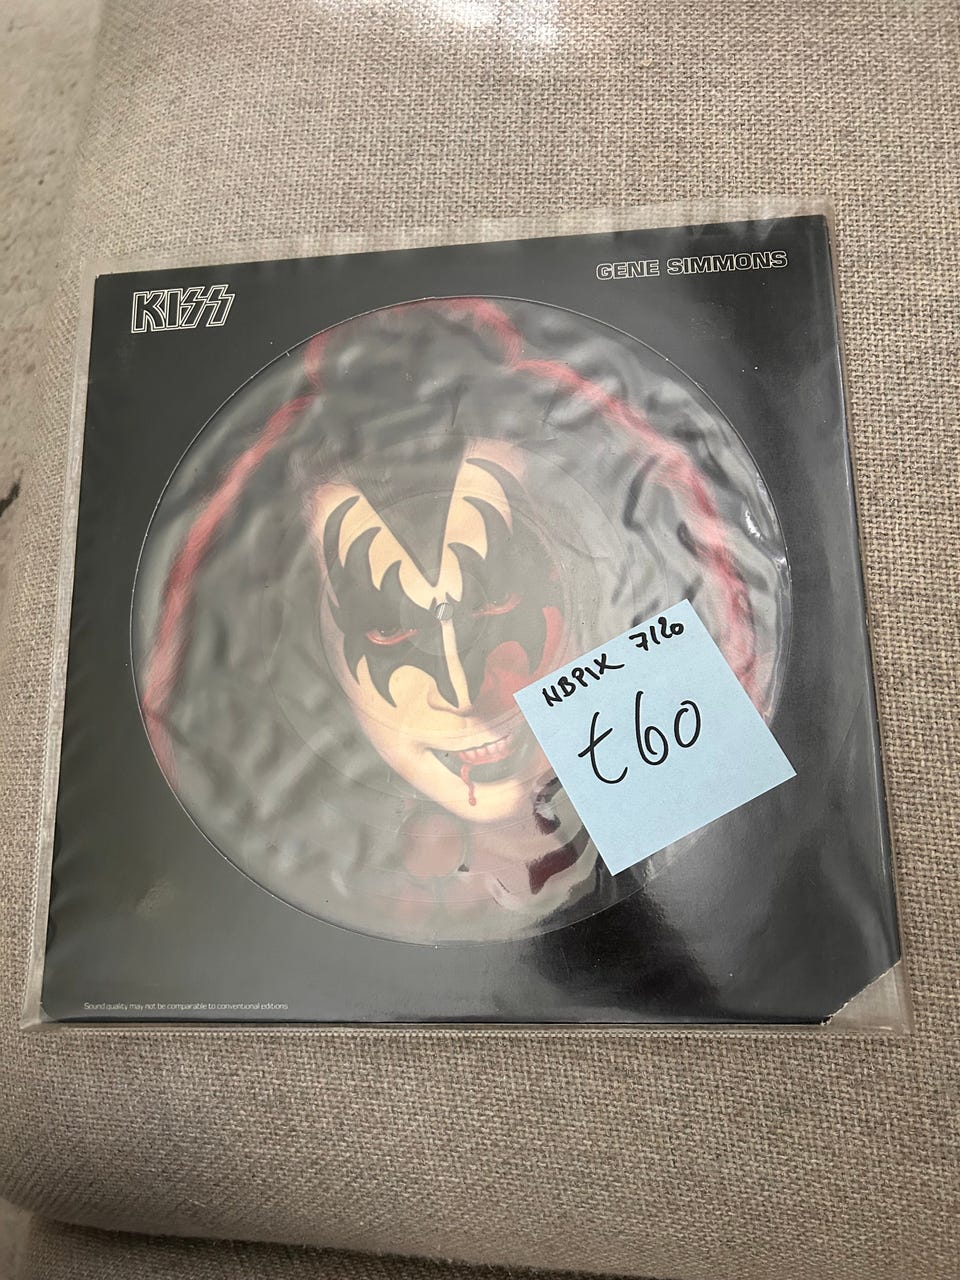 KISS
GENE SIMMONS
NBPIX 7120
€60
Sound quality may not be comparable to conventional editions